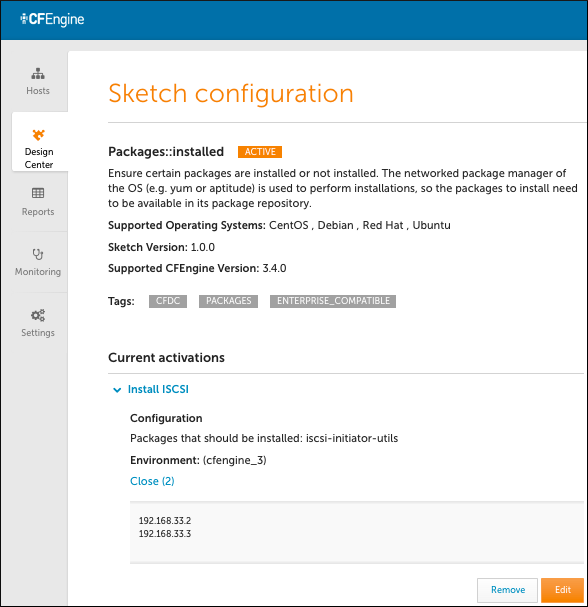 CFEngine
Hosts
Design
Center
Reports
Monitoring
Settings
Sketch configuration
Packages::installed ACTIVE
Ensure certain packages are installed or not installed. The networked package manager of
the OS (e.g. yum or aptitude) is used to perform installations, so the packages to install need
to be available in its package repository.
Supported Operating Systems: CentOS , Debian , Red Hat , Ubuntu
Sketch Version: 1.0.0
Supported CFEngine Version: 3.4.0
Tags: CFDC PACKAGES ENTERPRISE_COMPATIBLE
Current activations
Install ISCSI
Configuration
Packages that should be installed: iscsi-initiator-utils
Environment: (cfengine_3)
Close (2)
192.168.33.2
192.168.33.3
Remove Edit